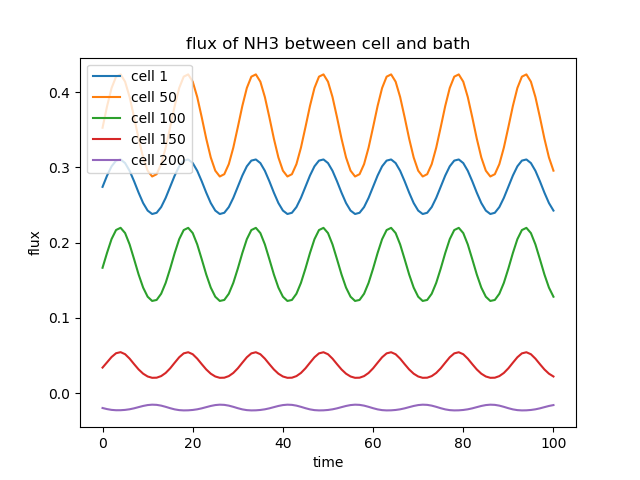 flux of NH3 between cell and bath
cell 1
cell 50
cell 100
cell 150
cell 200
flux
0.4
0.3
0.2
0.1
0.0
0 20 40 60 80 100
time